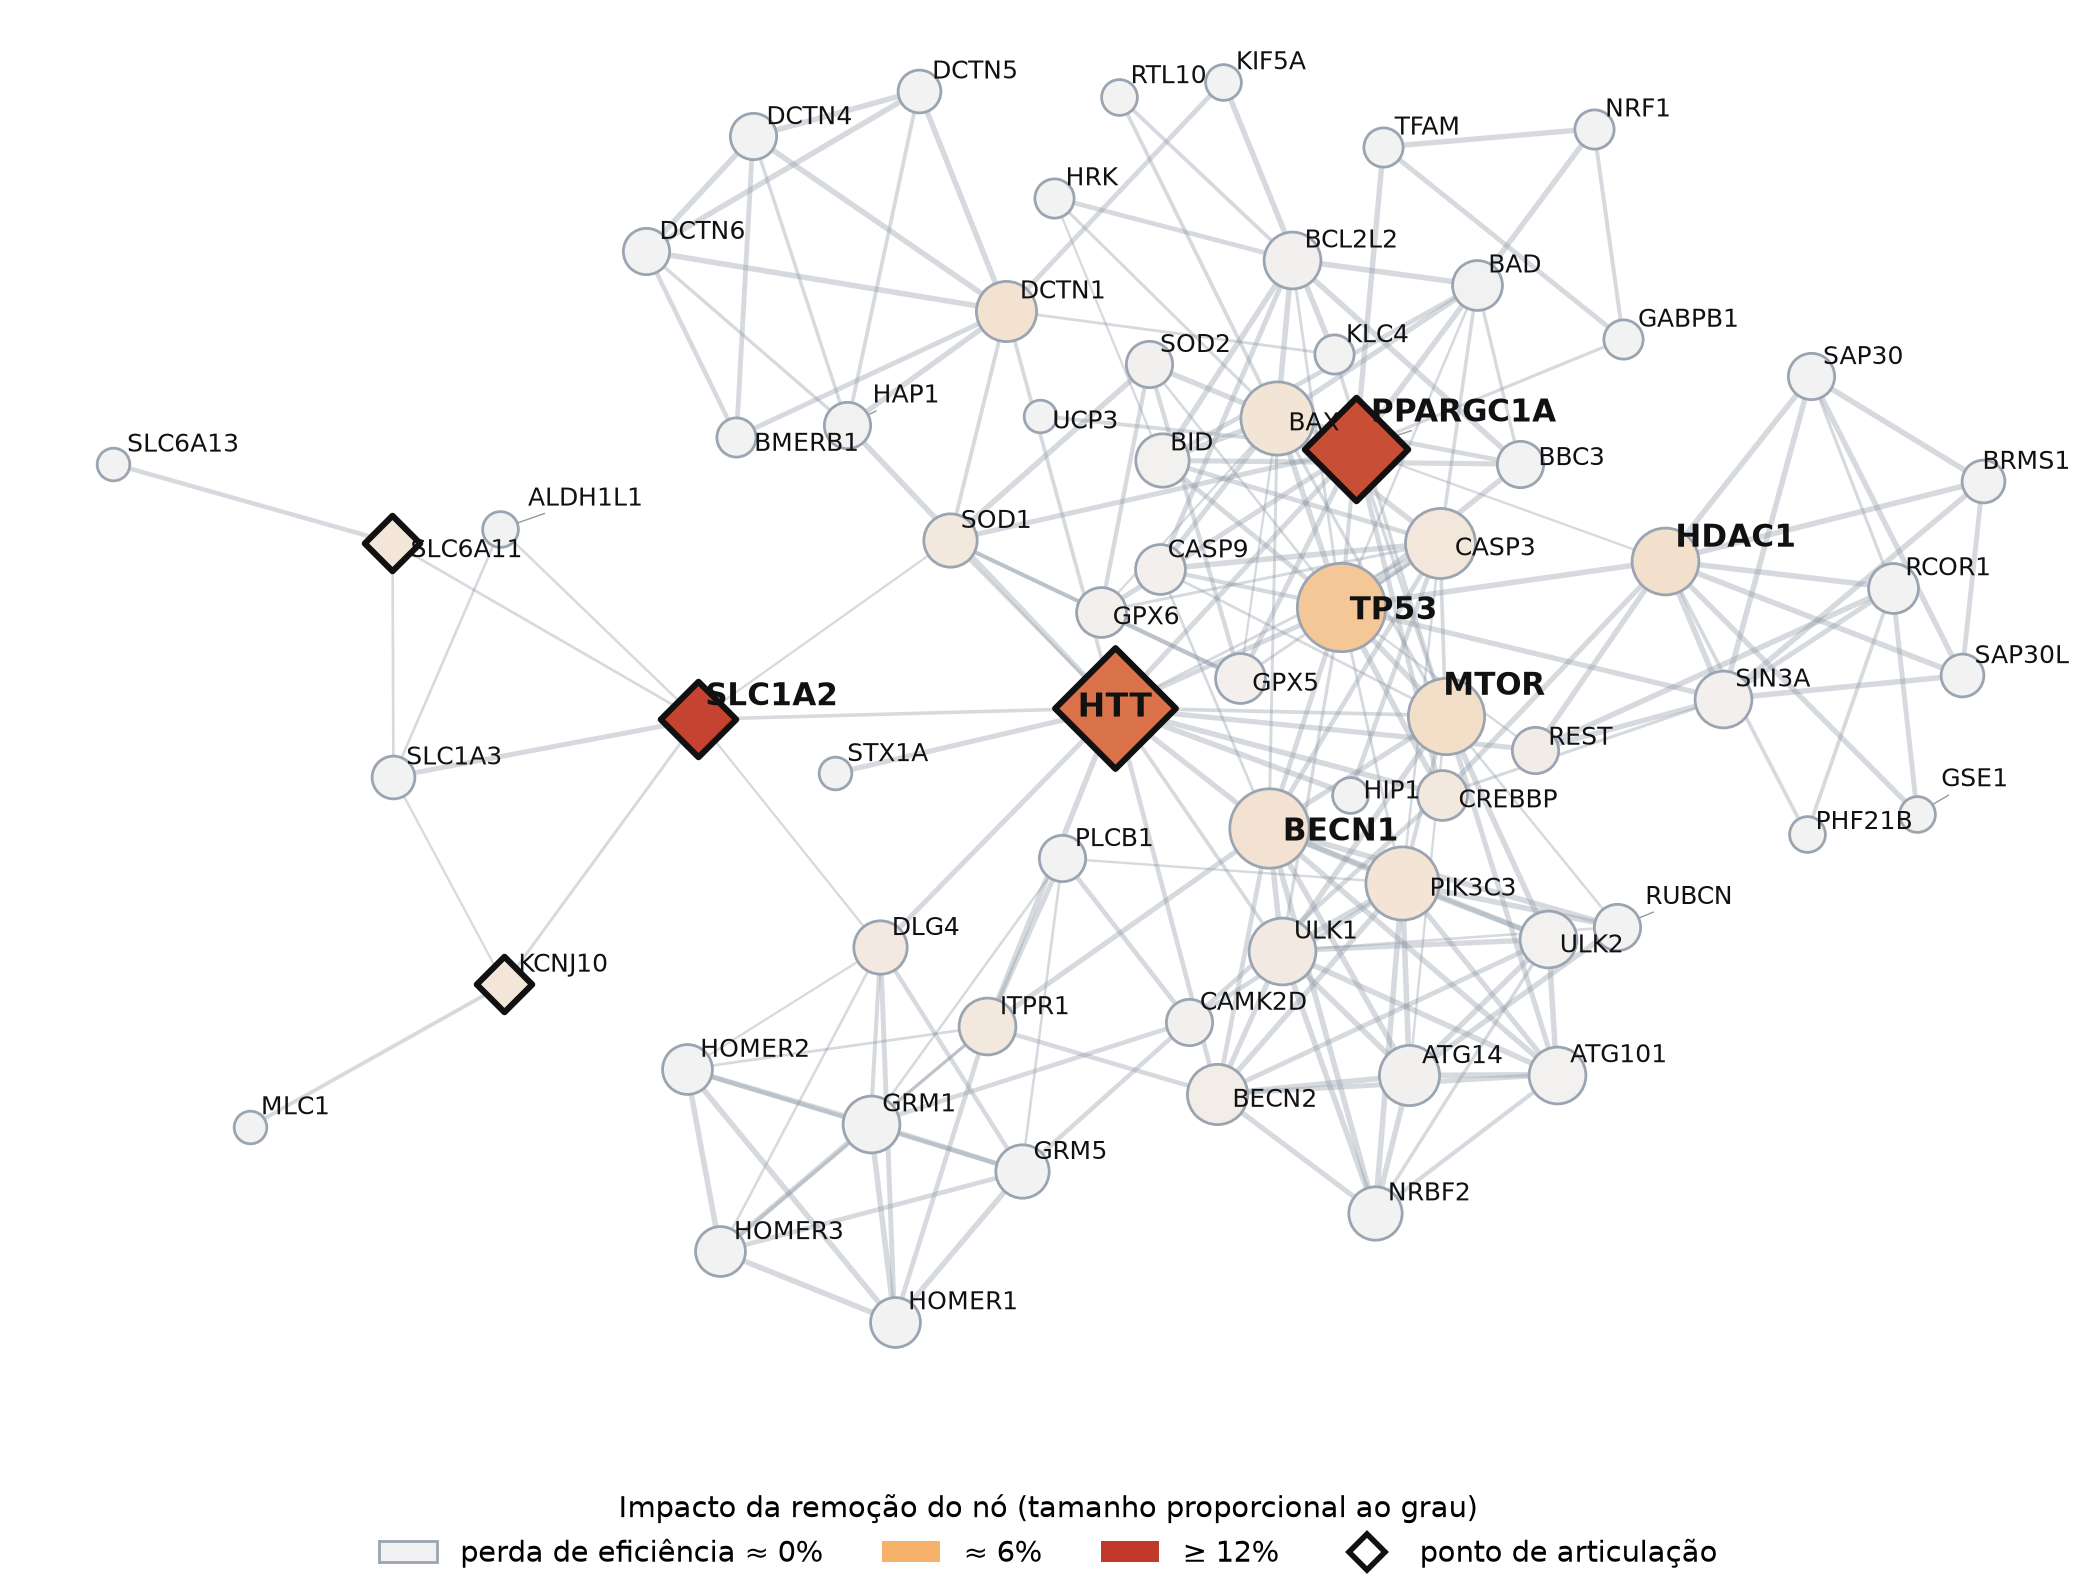 DCTN5
RTL10
KIF5A
DCTN4
TFAM
NRF1
HRK
DCTN6
BCL2L2
BAD
DCTN1
GABPB1
SOD2
KLC4
SAP30
HAP1
UCP3
BAX
PPARGC1A
SLC6A13
BMERB1
BID
BBC3
BRMS1
ALDH1L1
SLC6A11
SOD1
CASP9
CASP3
HDAC1
RCOR1
GPX6
TP53
SAP30L
SLC1A2
HTT
GPX5
MTOR
SIN3A
SLC1A3
STX1A
REST
HIP1
CREBBP
GSE1
PHF21B
PLCB1
BECN1
PIK3C3
RUBCN
DLG4
ULK1
ULK2
KCNJ10
ITPR1
CAMK2D
HOMER2
ATG14
ATG101
MLC1
GRM1
BECN2
GRM5
NRBF2
HOMER3
HOMER1
Impacto da remoção do nó (tamanho proporcional ao grau)
perda de eficiência ≈ 0%
≈ 6%
≥ 12%
ponto de articulação